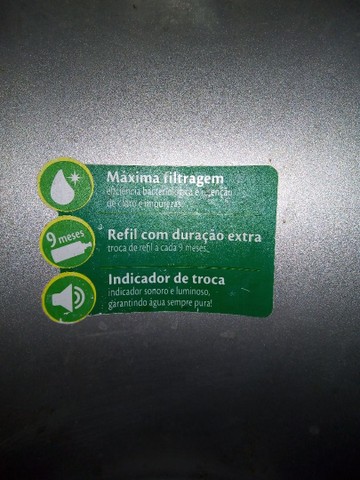 Máxima filtragem
eficiência bacteriológica e retenção
de cloro e impurezas.
9 meses
Refil com duração extra
troca de refil a cada 9 meses.
Indicador de troca
indicador sonoro e luminoso,
garantindo água sempre pura!